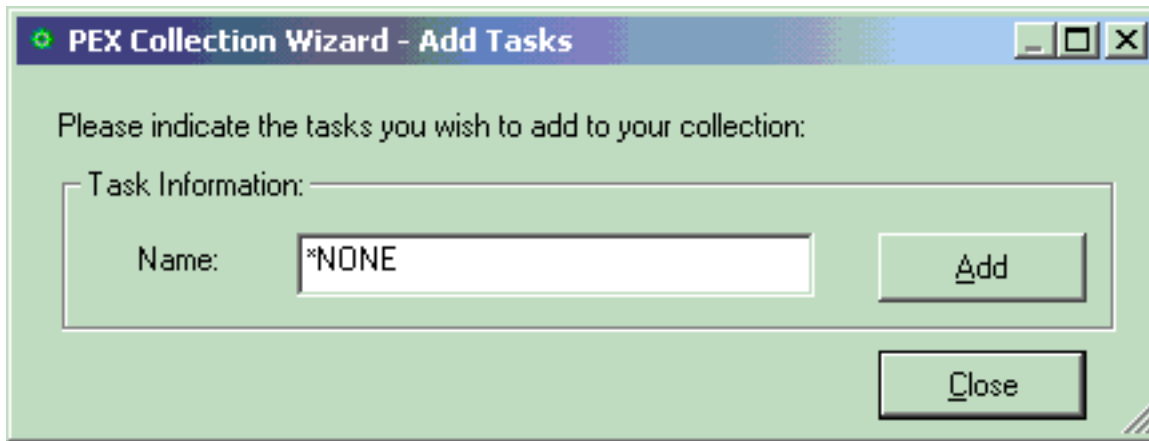 PEX Collection Wizard - Add Tasks
Please indicate the tasks you wish to add to your collection:
Task Information:
Name: *NONE Add
Close